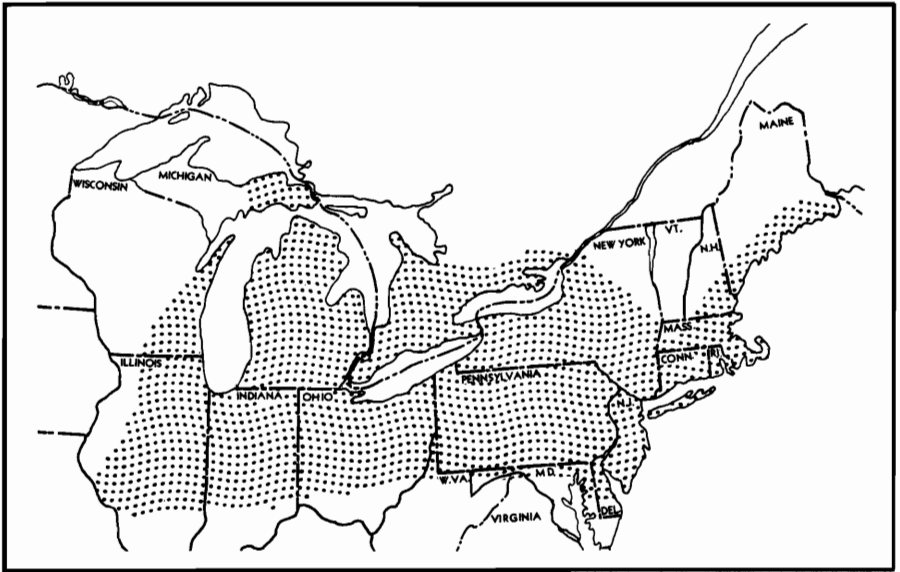 MAINE
WISCONSIN
MICHIGAN
NEW YORK
VT.
N.H.
MASS.
CONN.
RI
ILLINOIS
INDIANA
OHIO
PENNSYLVANIA
N.J.
W.VA.
MD.
DEL.
VIRGINIA